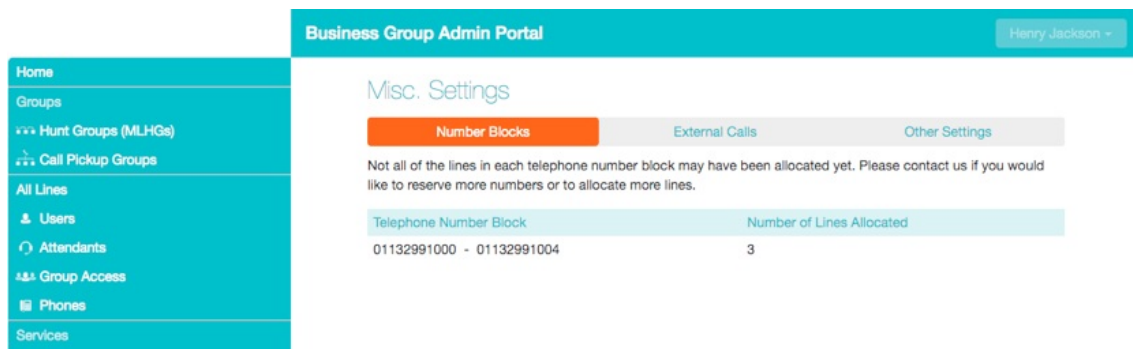 Business Group Admin Portal
Henry Jackson
Home
Groups
Hunt Groups (MLHGs)
Call Pickup Groups
All Lines
Users
Attendants
Group Access
Phones
Services
Misc. Settings
Number Blocks External Calls Other Settings
Not all of the lines in each telephone number block may have been allocated yet. Please contact us if you would
like to reserve more numbers or to allocate more lines.
Telephone Number Block Number of Lines Allocated
01132991000 - 01132991004 3